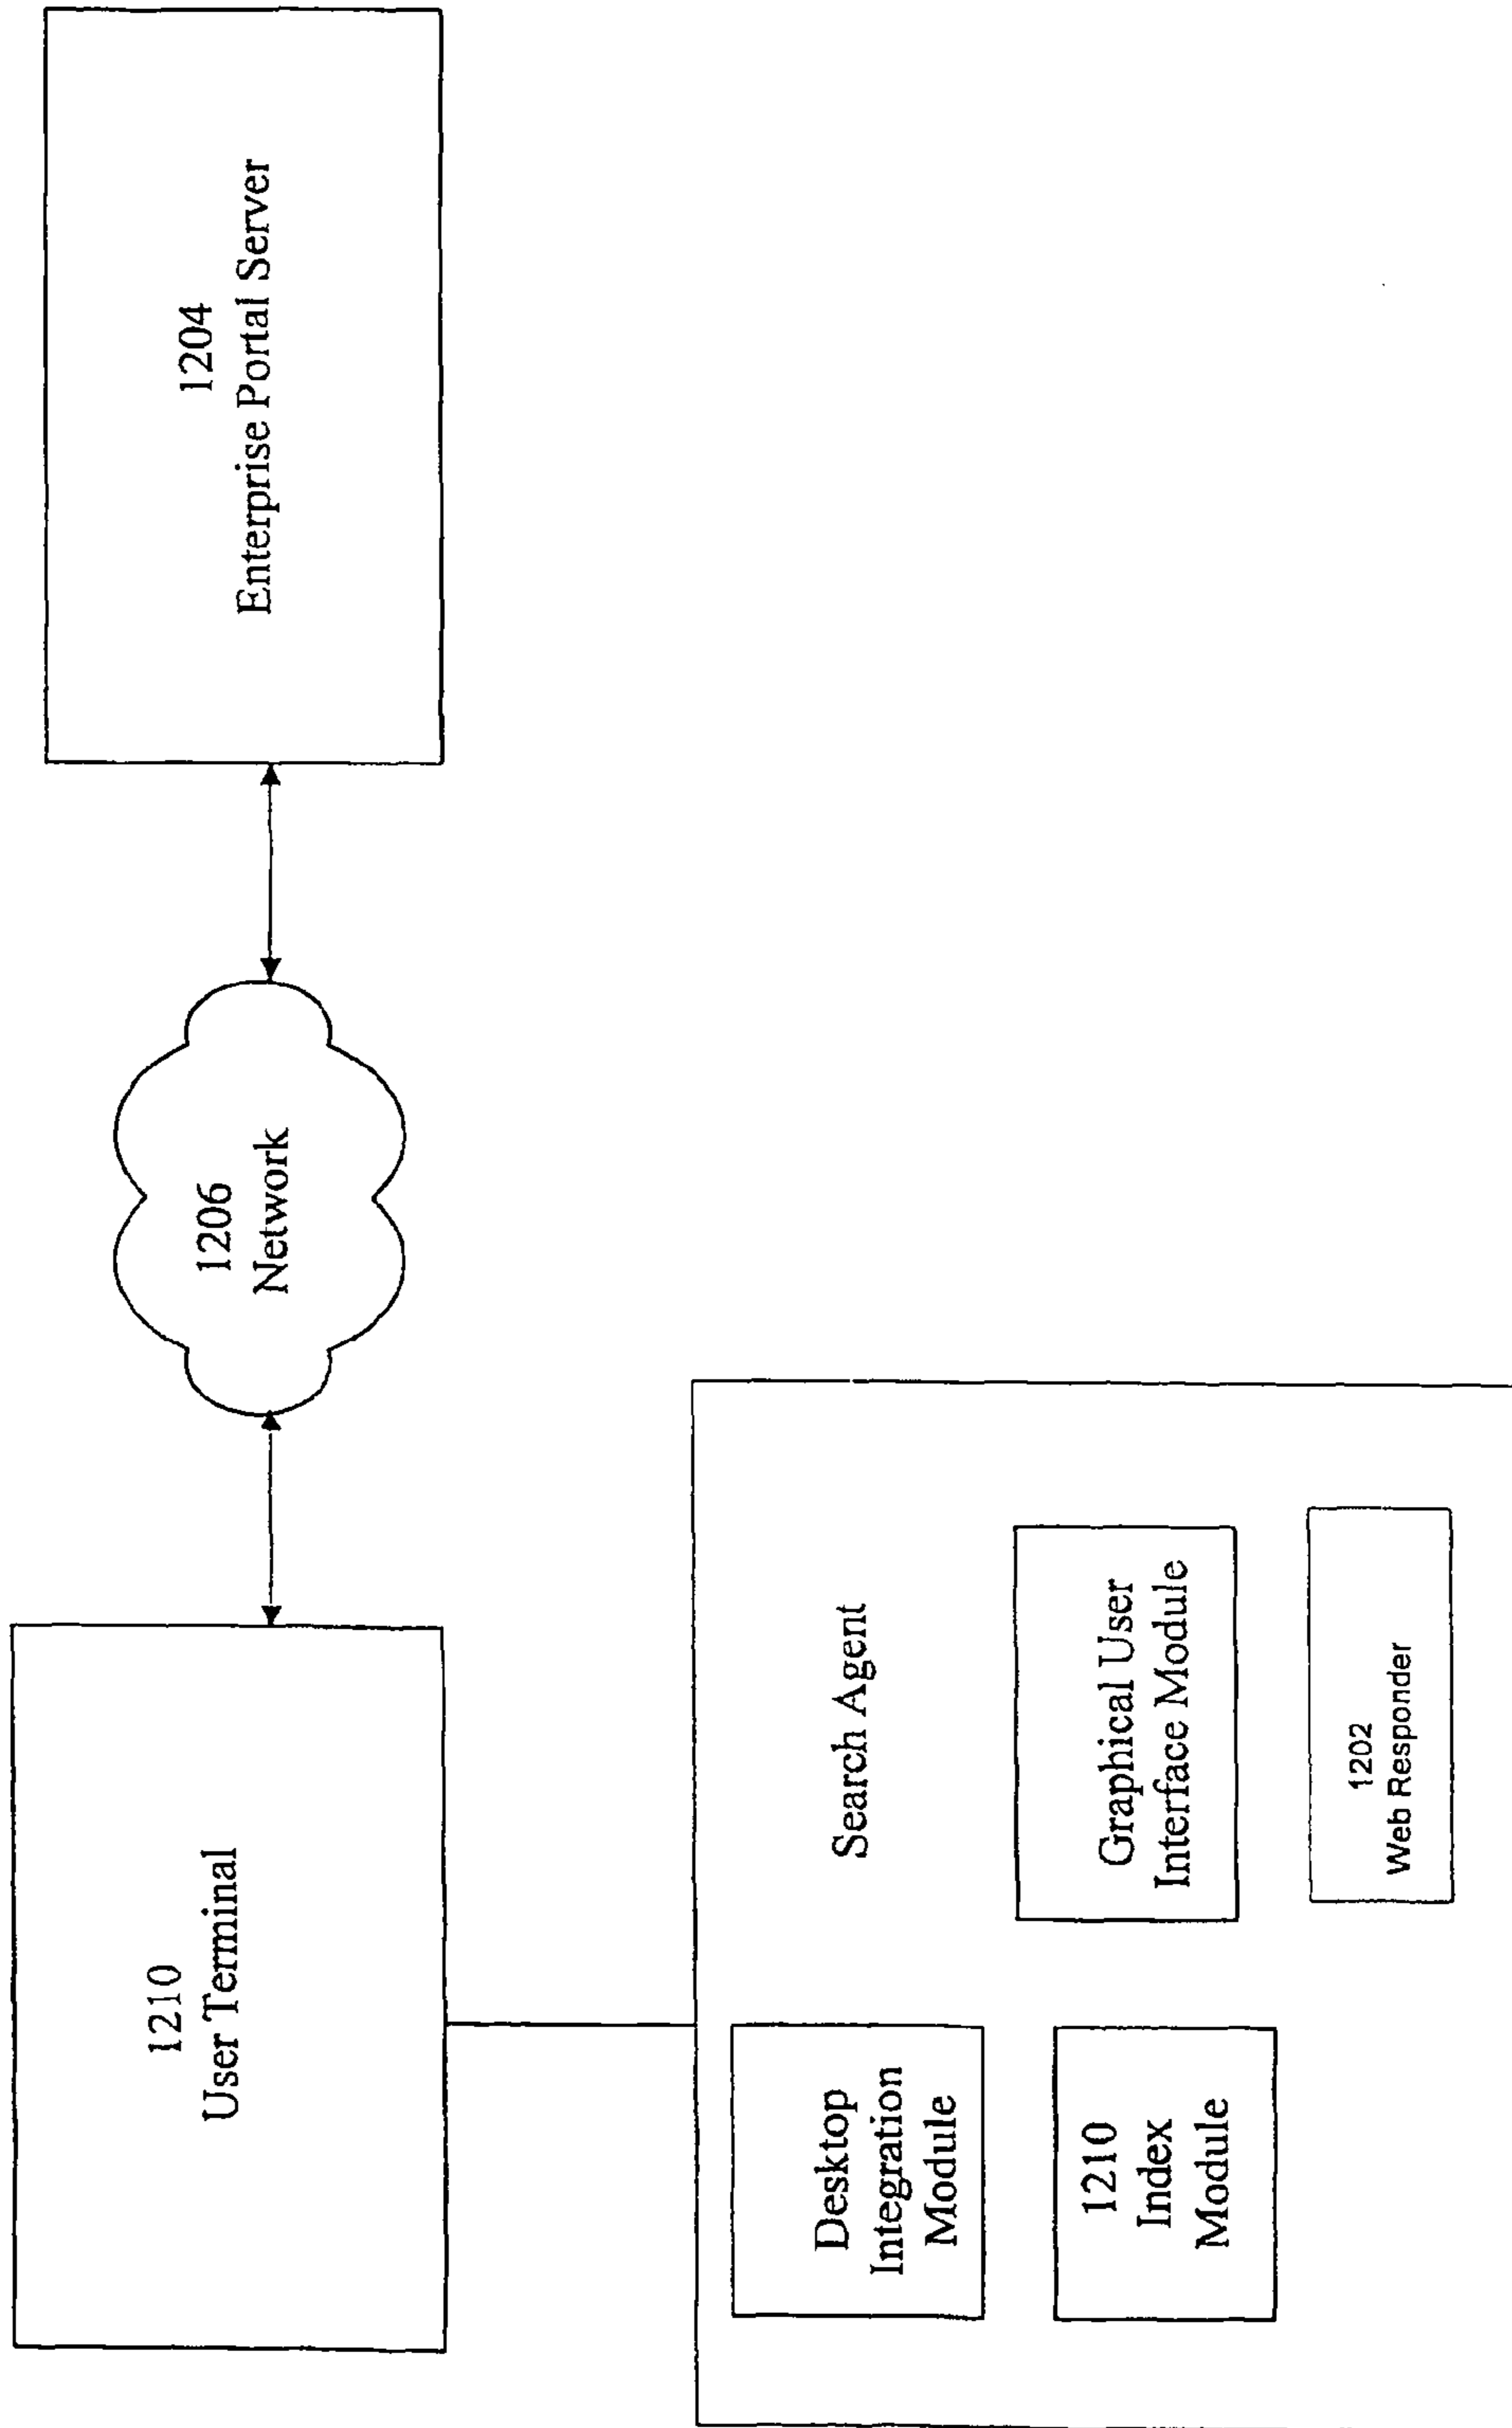 1210
User Terminal
1206
Network
1204
Enterprise Portal Server
Search Agent
Desktop
Integration
Module
Graphical User
Interface Module
1210
Index
Module
1202
Web Responder